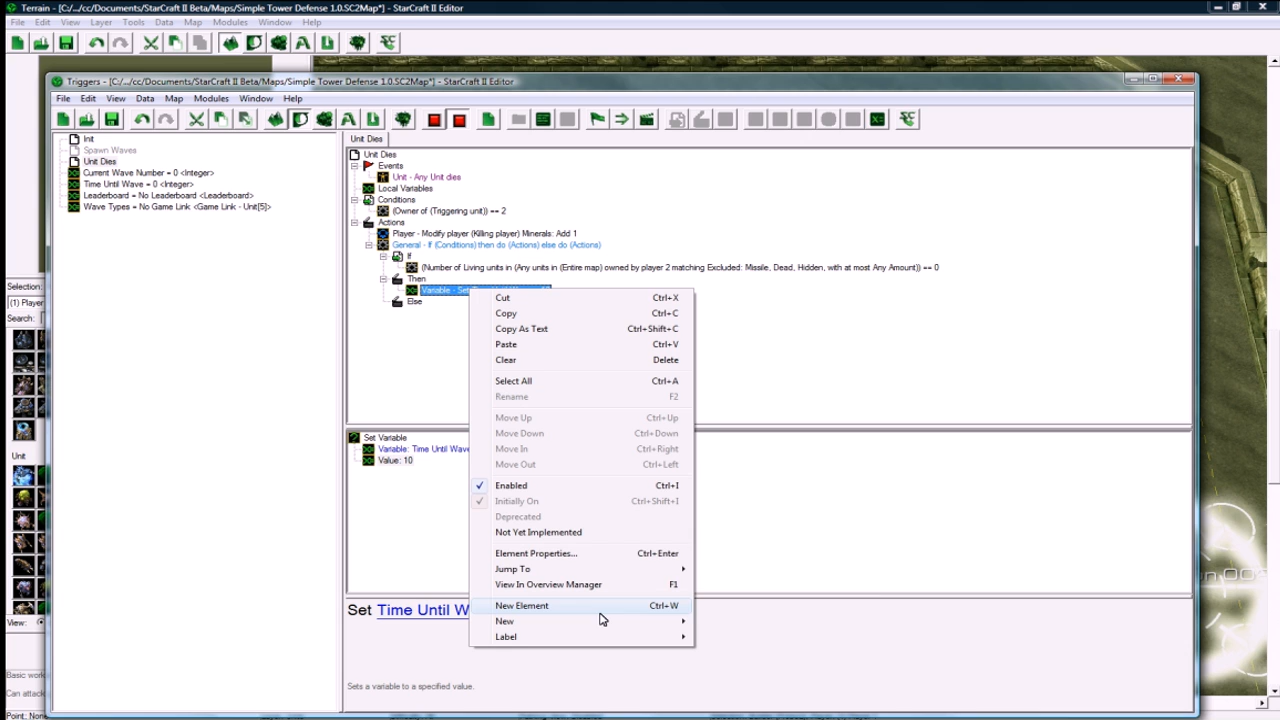 Terrain - [C:/.../cc/Documents/StarCraft II Beta/Maps/Simple Tower Defense 1.0.SC2Map*] - StarCraft II Editor
File Edit View Layer Tools Data Map Modules Window Help
Triggers - [C:/.../cc/Documents/StarCraft II Beta/Maps/Simple Tower Defense 1.0.SC2Map*] - StarCraft II Editor
File Edit View Data Map Modules Window Help
Init
Spawn Waves
Unit Dies
Current Wave Number = 0 <Integer>
Time Until Wave = 0 <Integer>
Leaderboard = No Leaderboard <Leaderboard>
Wave Types = No Game Link <Game Link - Unit[5]>
Unit Dies
Unit Dies
Events
Unit - Any Unit dies
Local Variables
Conditions
(Owner of (Triggering unit)) == 2
Actions
Player - Modify player (Killing player) Minerals: Add 1
General - If (Conditions) then do (Actions) else do (Actions)
If
(Number of Living units in (Any units in (Entire map) owned by player 2 matching Excluded: Missile, Dead, Hidden, with at most Any Amount)) == 0
Then
Variable - Set
Else
Cut Ctrl+X
Copy Ctrl+C
Copy As Text Ctrl+Shift+C
Paste Ctrl+V
Clear Delete
Select All Ctrl+A
Rename F2
Move Up Ctrl+Up
Move Down Ctrl+Down
Move In Ctrl+Right
Move Out Ctrl+Left
Enabled Ctrl+I
Initially On Ctrl+Shift+I
Deprecated
Not Yet Implemented
Element Properties... Ctrl+Enter
Jump To
View In Overview Manager F1
New Element Ctrl+W
New
Label
Set Variable
Variable: Time Until Wave
Value: 10
Set Time Until W
Sets a variable to a specified value.
Selection:
(1) Player
Search:
Unit
View:
Basic work
Can attack
Point: None